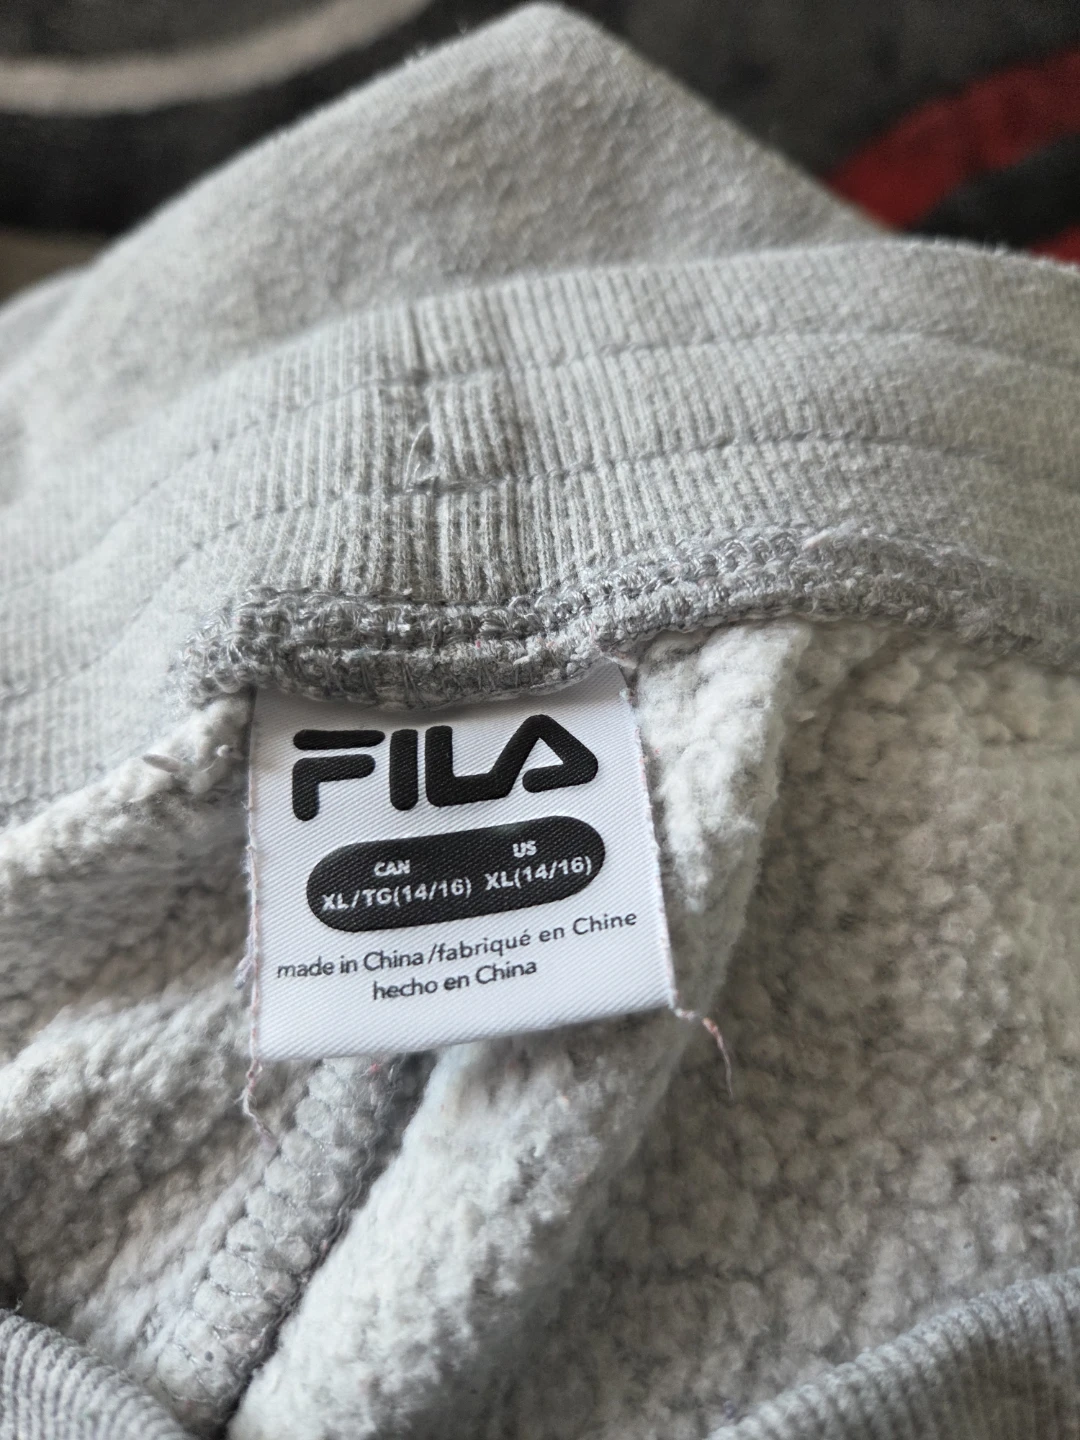 FILA
CAN US
XL/TG(14/16) XL(14/16)
made in China/fabriqué en Chine
hecho en China